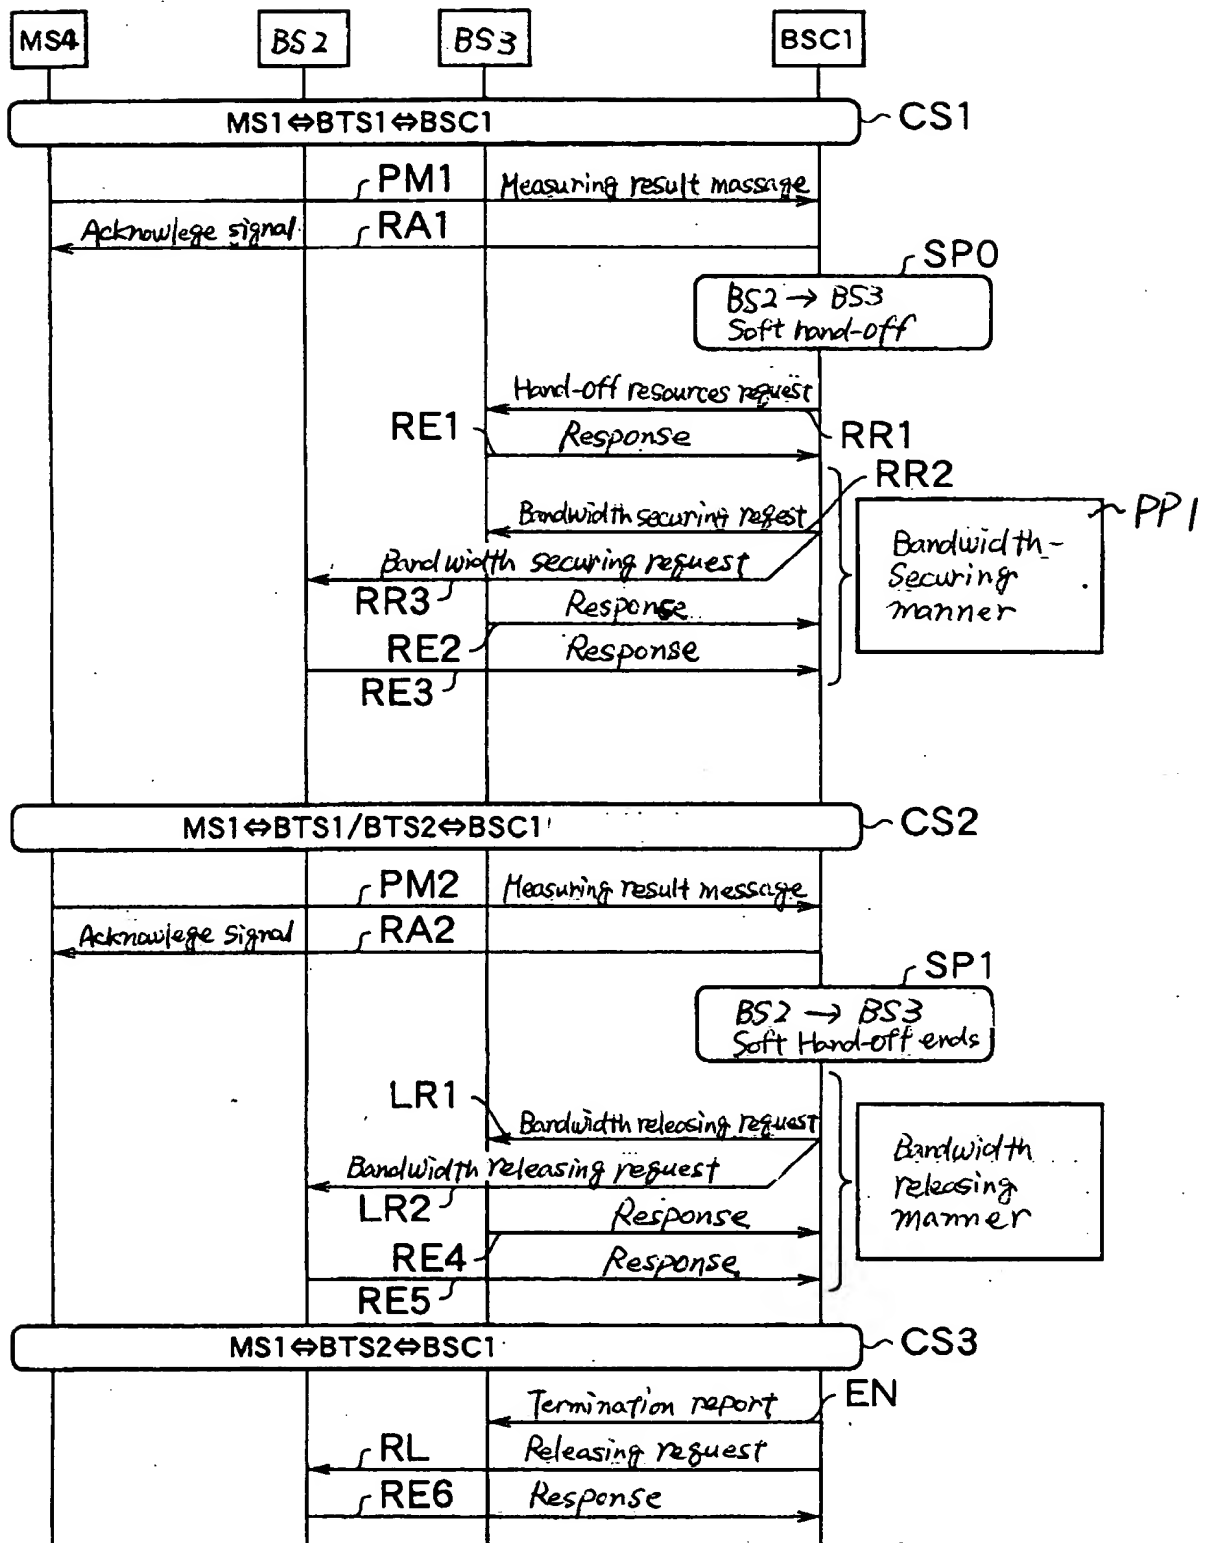 MS4 BS2 BS3 BSC1
MS1⇔BTS1⇔BSC1 CS1
PM1 Measuring result massage
Acknowlege signal RA1
SP0
BS2 → BS3
Soft hand-off
Hand-off resources request
RE1 Response RR1
RR2
Bandwidth securing reqest
PP1
Bandwidth-
Securing
manner
Bandwidth securing request
RR3 Response
RE2 Response
RE3
MS1⇔BTS1/BTS2⇔BSC1 CS2
PM2 Measuring result message
Acknowlege Signal RA2
SP1
BS2 → BS3
Soft Hand-off ends
LR1 Bandwidth releasing request
Bandwidth releasing request
Bandwidth
releasing
manner
LR2 Response
RE4 Response
RE5
MS1⇔BTS2⇔BSC1 CS3
Termination report EN
RL Releasing request
RE6 Response